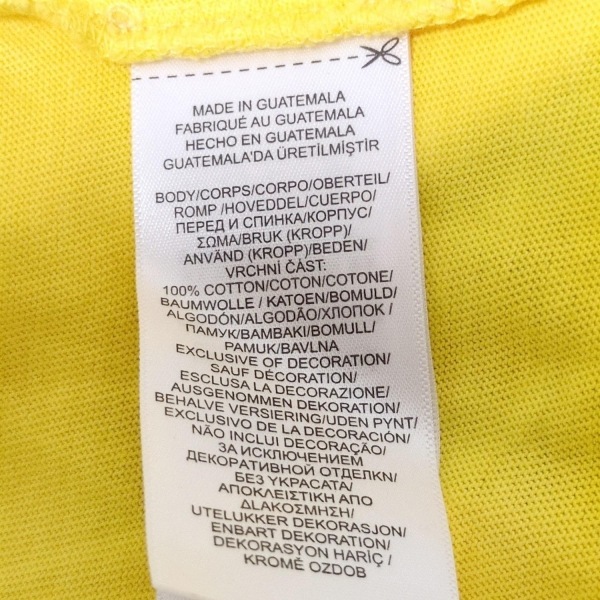 MADE IN GUATEMALA
FABRIQUÉ AU GUATEMALA
HECHO EN GUATEMALA
GUATEMALA'DA ÜRETİLMİŞTİR
BODY/CORPS/CORPO/OBERTEIL/
ROMP /HOVEDDEL/CUERPO/
ПЕРЕД И СПИНКА/КОРПУС/
ΣΩΜΑ/BRUK (KROPP)/
ANVÄND (KROPP)/BEDEN/
VRCHNÍ ČÁST:
100% COTTON/COTON/COTONE/
BAUMWOLLE / KATOEN/BOMULD/
ALGODÓN/ALGODÃO/ХЛОПОК /
ПАМУК/BAMBAKI/BOMULL/
PAMUK/BAVLNA
EXCLUSIVE OF DECORATION/
SAUF DÉCORATION/
ESCLUSA LA DECORAZIONE/
AUSGENOMMEN DEKORATION/
BEHALVE VERSIERING/UDEN PYNT/
EXCLUSIVO DE LA DECORACIÓN/
NÃO INCLUI DECORAÇÃO/
ЗА ИСКЛЮЧЕНИЕМ
ДЕКОРАТИВНОЙ ОТДЕЛКИ/
БЕЗ УКРАСАТА/
ΑΠΟΚΛΕΙΣΤΙΚΗ ΑΠΟ
ΔΙΑΚΟΣΜΗΣΗ/
UTELUKKER DEKORASJON/
ENBART DEKORATION/
DEKORASYON HARİÇ /
KROMĚ OZDOB